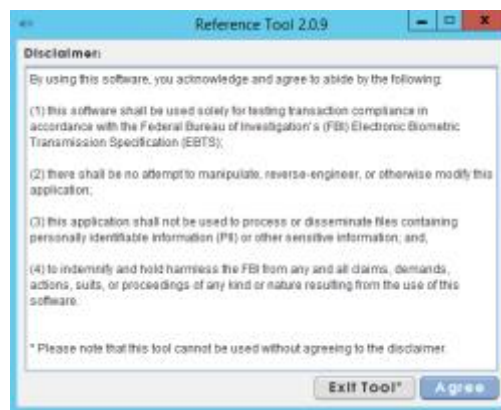 Reference Tool 2.0.9
Disclaimer:
By using this software, you acknowledge and agree to abide by the following:
(1) this software shall be used solely for testing transaction compliance in
accordance with the Federal Bureau of Investigation's (FBI) Electronic Biometric
Transmission Specification (EBTS);
(2) there shall be no attempt to manipulate, reverse-engineer, or otherwise modify this
application;
(3) this application shall not be used to process or disseminate files containing
personally identifiable information (PII) or other sensitive information; and,
(4) to indemnify and hold harmless the FBI from any and all claims, demands,
actions, suits, or proceedings of any kind or nature resulting from the use of this
software.
* Please note that this tool cannot be used without agreeing to the disclaimer.
Exit Tool* Agree